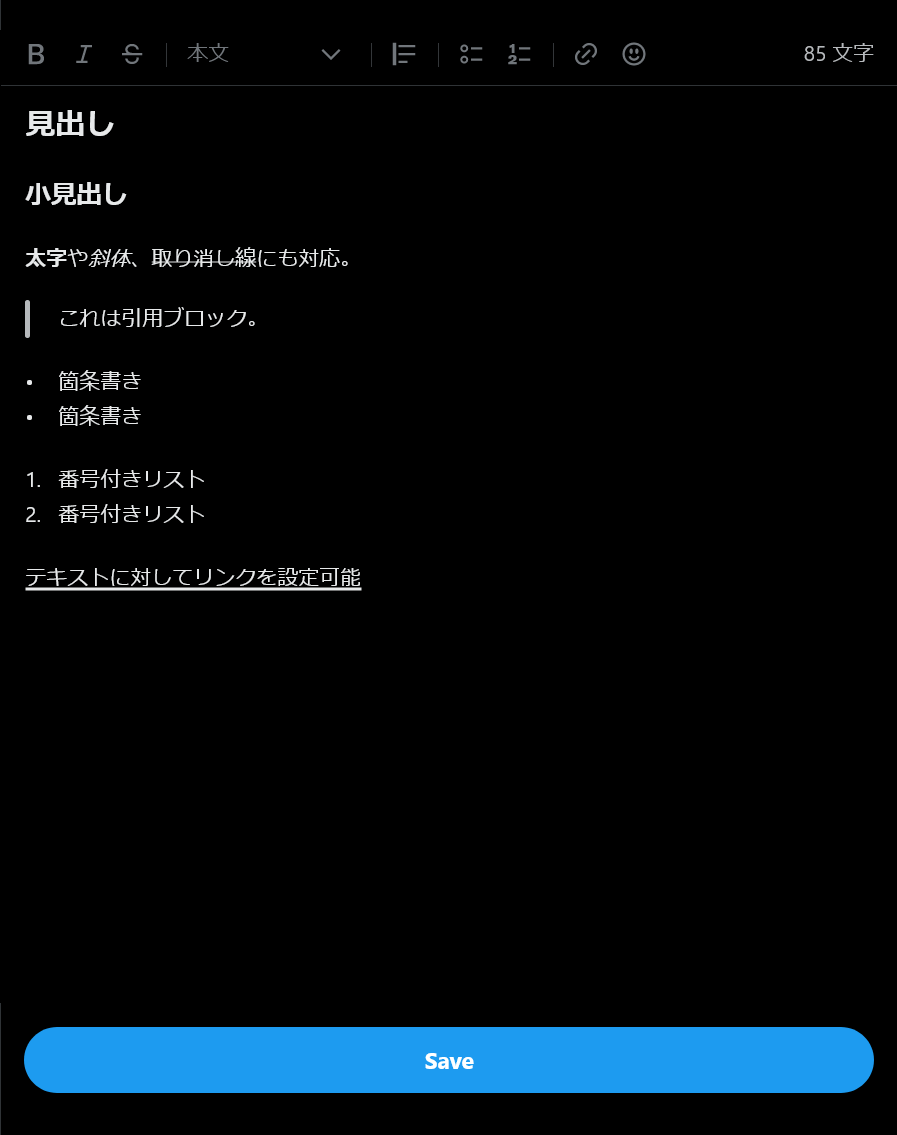 B I S 本文 85 文字
見出し
小見出し
太字や斜体、取り消し線にも対応。
これは引用ブロック。
• 箇条書き
• 箇条書き
1. 番号付きリスト
2. 番号付きリスト
テキストに対してリンクを設定可能
Save